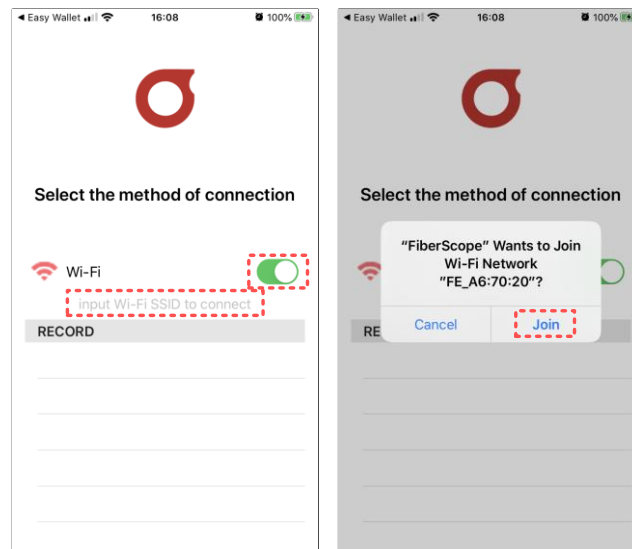 Easy Wallet 16:08 100%
Select the method of connection
Wi-Fi
input Wi-Fi SSID to connect
RECORD
Easy Wallet 16:08 100%
Select the method of connection
"FiberScope" Wants to Join
Wi-Fi Network
"FE_A6:70:20"?
Cancel Join
RE